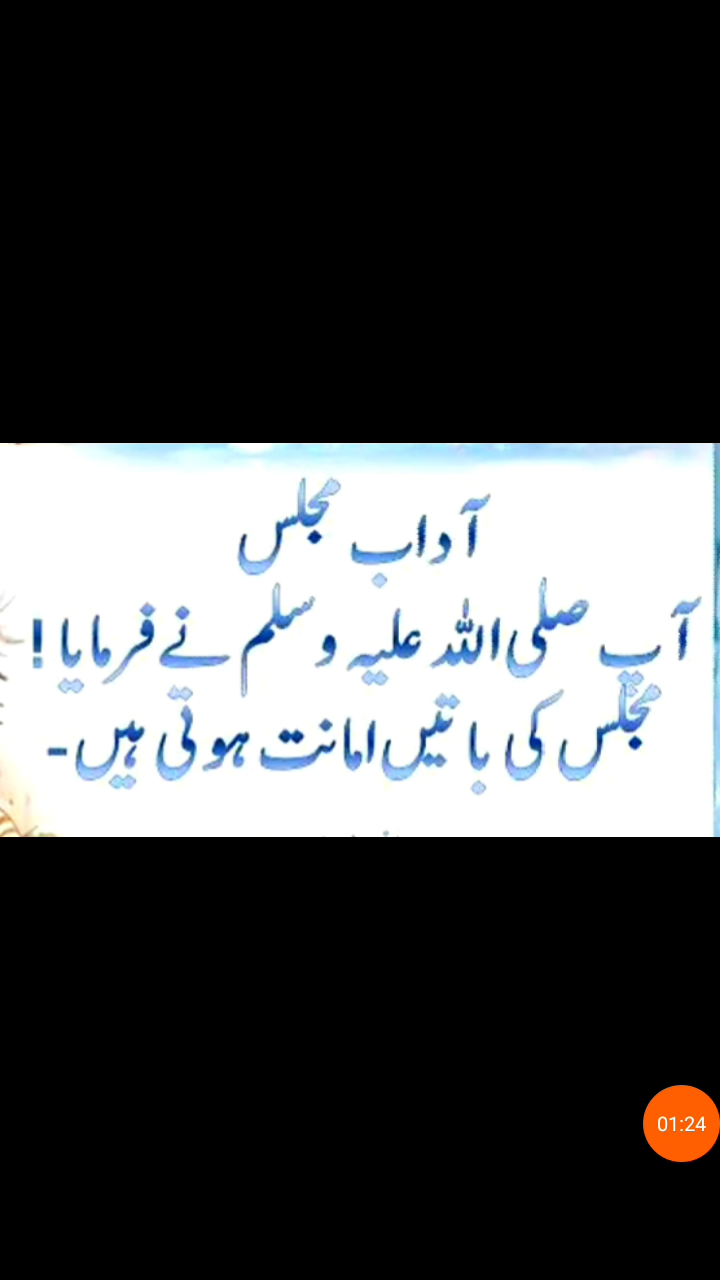 آداب مجلس
آپ صلی اللہ علیہ وسلم نے فرمایا !
مجلس کی باتیں امانت ہوتی ہیں۔
01:24